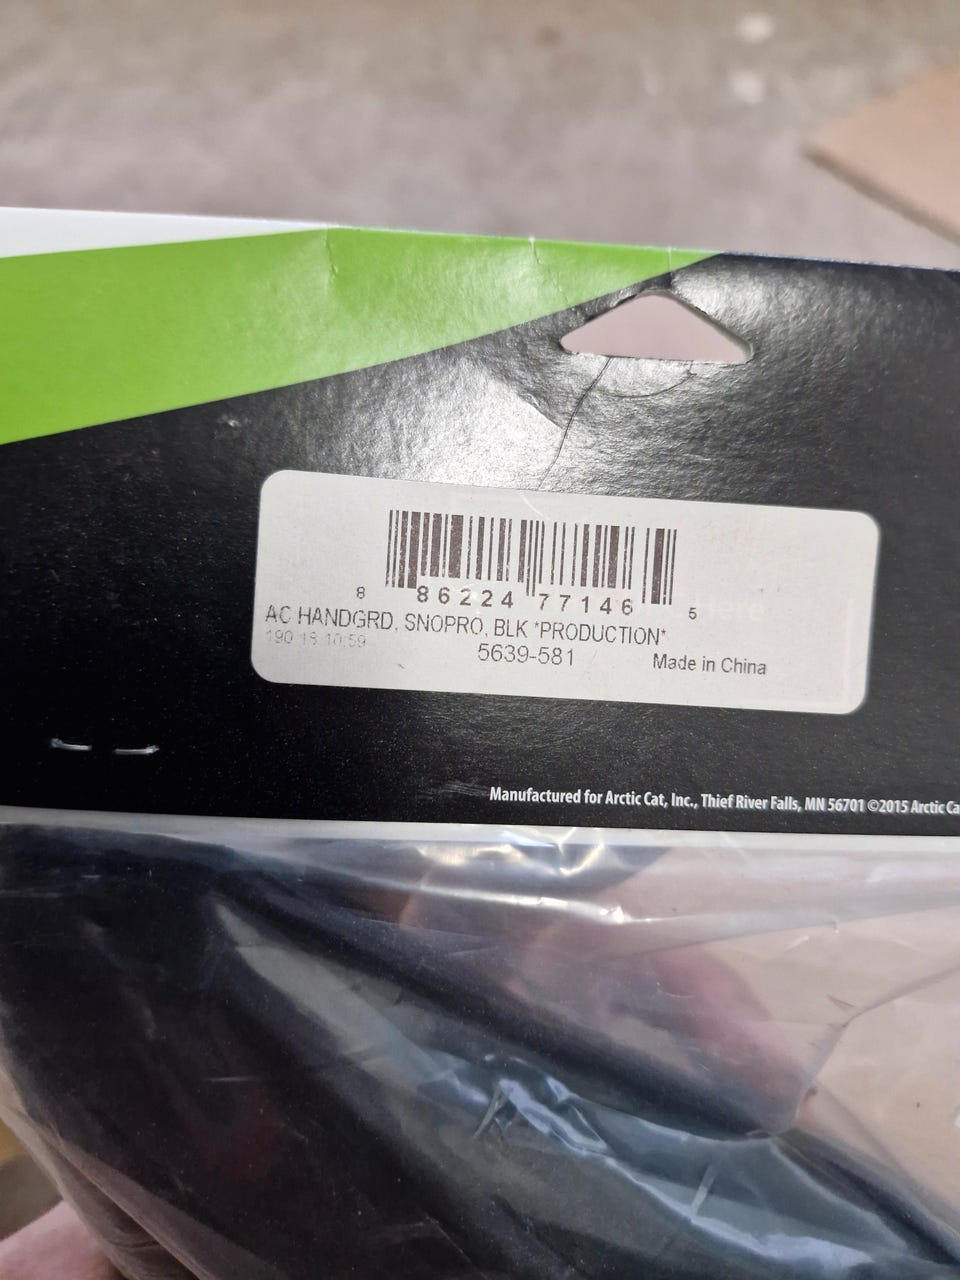 8 86224 77146 5
AC HANDGRD, SNOPRO, BLK *PRODUCTION*
190 18 10:59
5639-581
Made in China
Manufactured for Arctic Cat, Inc., Thief River Falls, MN 56701 ©2015 Arctic Ca